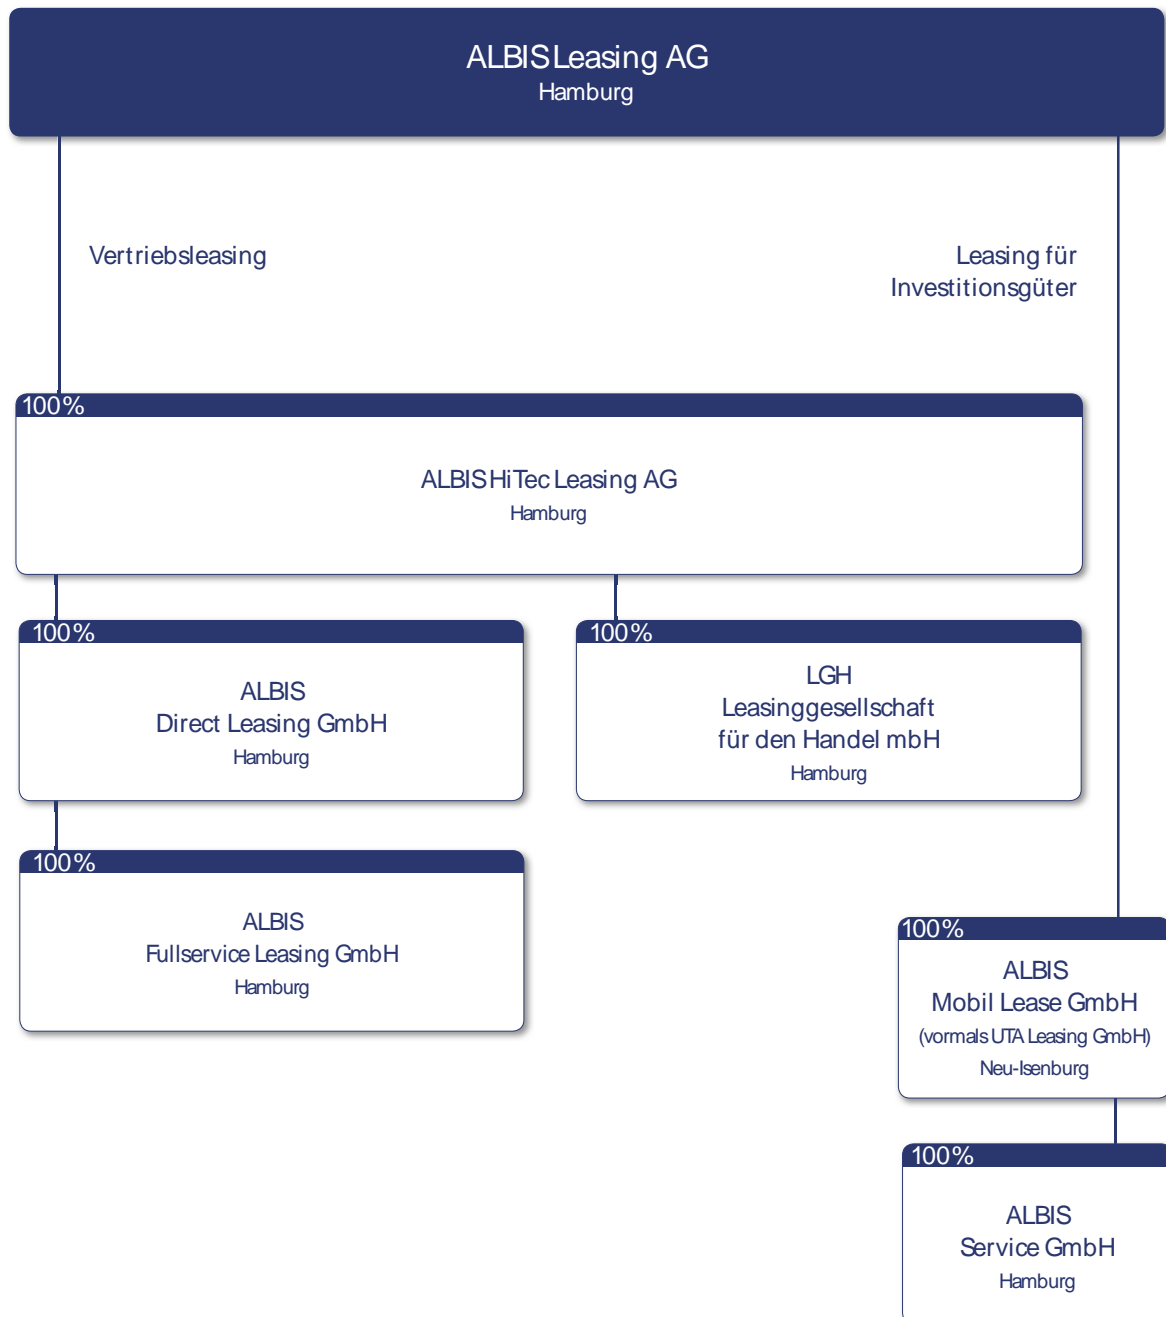 ALBIS Leasing AG
Hamburg
Vertriebsleasing
Leasing für
Investitionsgüter
100%
ALBIS HiTec Leasing AG
Hamburg
100%
ALBIS
Direct Leasing GmbH
Hamburg
100%
LGH
Leasinggesellschaft
für den Handel mbH
Hamburg
100%
ALBIS
Fullservice Leasing GmbH
Hamburg
100%
ALBIS
Mobil Lease GmbH
(vormals UTA Leasing GmbH)
Neu-Isenburg
100%
ALBIS
Service GmbH
Hamburg